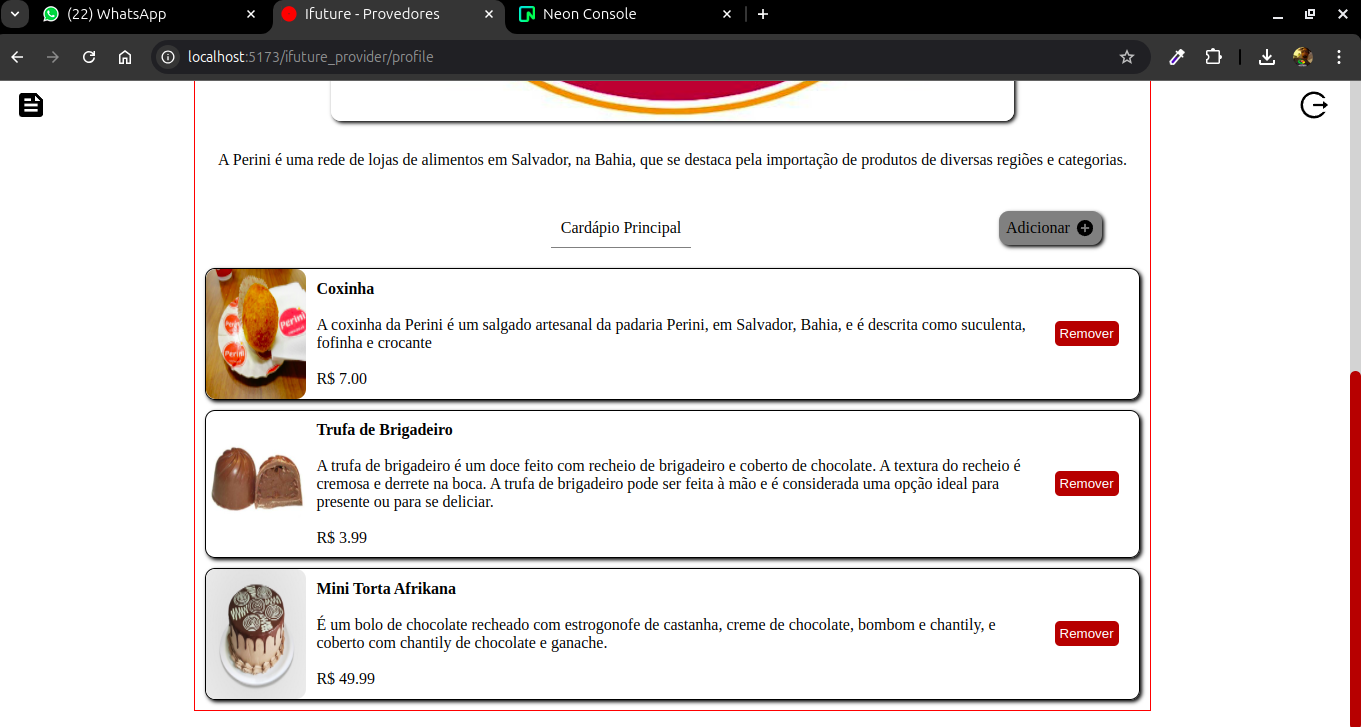 (22) WhatsApp
Ifuture - Provedores
Neon Console
localhost:5173/ifuture_provider/profile
A Perini é uma rede de lojas de alimentos em Salvador, na Bahia, que se destaca pela importação de produtos de diversas regiões e categorias.
Cardápio Principal
Adicionar
Perini
Perini
Perini
Coxinha
A coxinha da Perini é um salgado artesanal da padaria Perini, em Salvador, Bahia, e é descrita como suculenta,
fofinha e crocante
R$ 7.00
Remover
Trufa de Brigadeiro
A trufa de brigadeiro é um doce feito com recheio de brigadeiro e coberto de chocolate. A textura do recheio é
cremosa e derrete na boca. A trufa de brigadeiro pode ser feita à mão e é considerada uma opção ideal para
presente ou para se deliciar.
R$ 3.99
Remover
Mini Torta Afrikana
É um bolo de chocolate recheado com estrogonofe de castanha, creme de chocolate, bombom e chantily, e
coberto com chantily de chocolate e ganache.
R$ 49.99
Remover